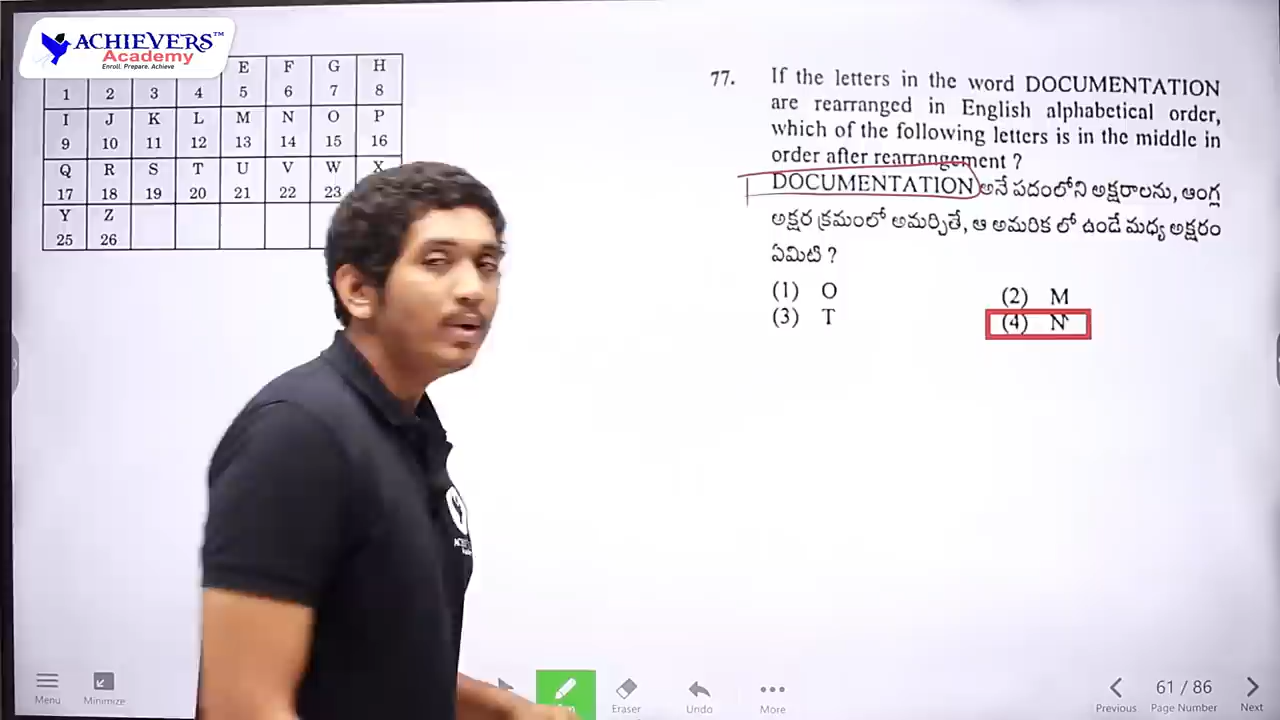 ACHIEVERS™
Academy
Enroll. Prepare. Achieve
E F G H
1 2 3 4 5 6 7 8
I J K L M N O P
9 10 11 12 13 14 15 16
Q R S T U V W X
17 18 19 20 21 22 23
Y Z
25 26
77. If the letters in the word DOCUMENTATION
are rearranged in English alphabetical order,
which of the following letters is in the middle in
order after rearrangement ?
DOCUMENTATION అనే పదంలోని అక్షరాలను, ఆంగ్ల
అక్షర క్రమంలో అమర్చితే, ఆ అమరిక లో ఉండే మధ్య అక్షరం
ఏమిటి ?
(1) O (2) M
(3) T (4) N
Menu
Minimize
Eraser
Undo
More
Previous
61 / 86
Page Number
Next